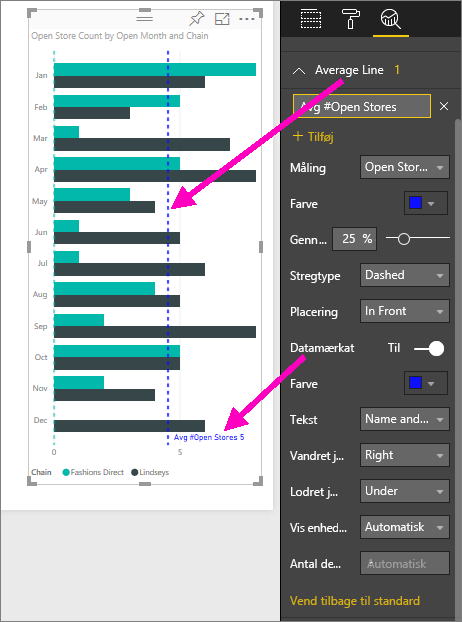 Open Store Count by Open Month and Chain
Jan
Feb
Mar
Apr
May
Jun
Jul
Aug
Sep
Oct
Nov
Dec
Avg #Open Stores 5
0 5
Chain Fashions Direct Lindseys
Average Line 1
Avg #Open Stores
+ Tilføj
Måling Open Stor...
Farve
Genn... 25 %
Stregtype Dashed
Placering In Front
Datamærkat Til
Farve
Tekst Name and...
Vandret j... Right
Lodret j... Under
Vis enhed... Automatisk
Antal de... Automatisk
Vend tilbage til standard